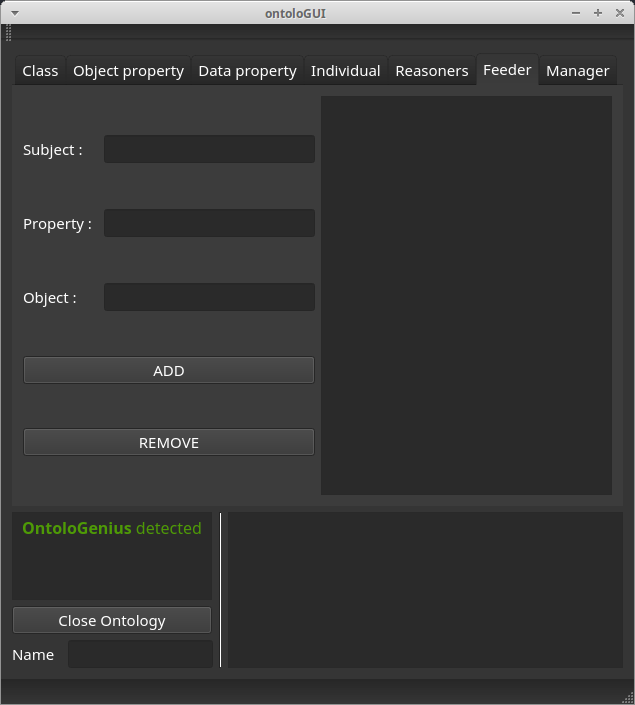 ontoloGUI
Class Object property Data property Individual Reasoners Feeder Manager
Subject :
Property :
Object :
ADD
REMOVE
OntoloGenius detected
Close Ontology
Name